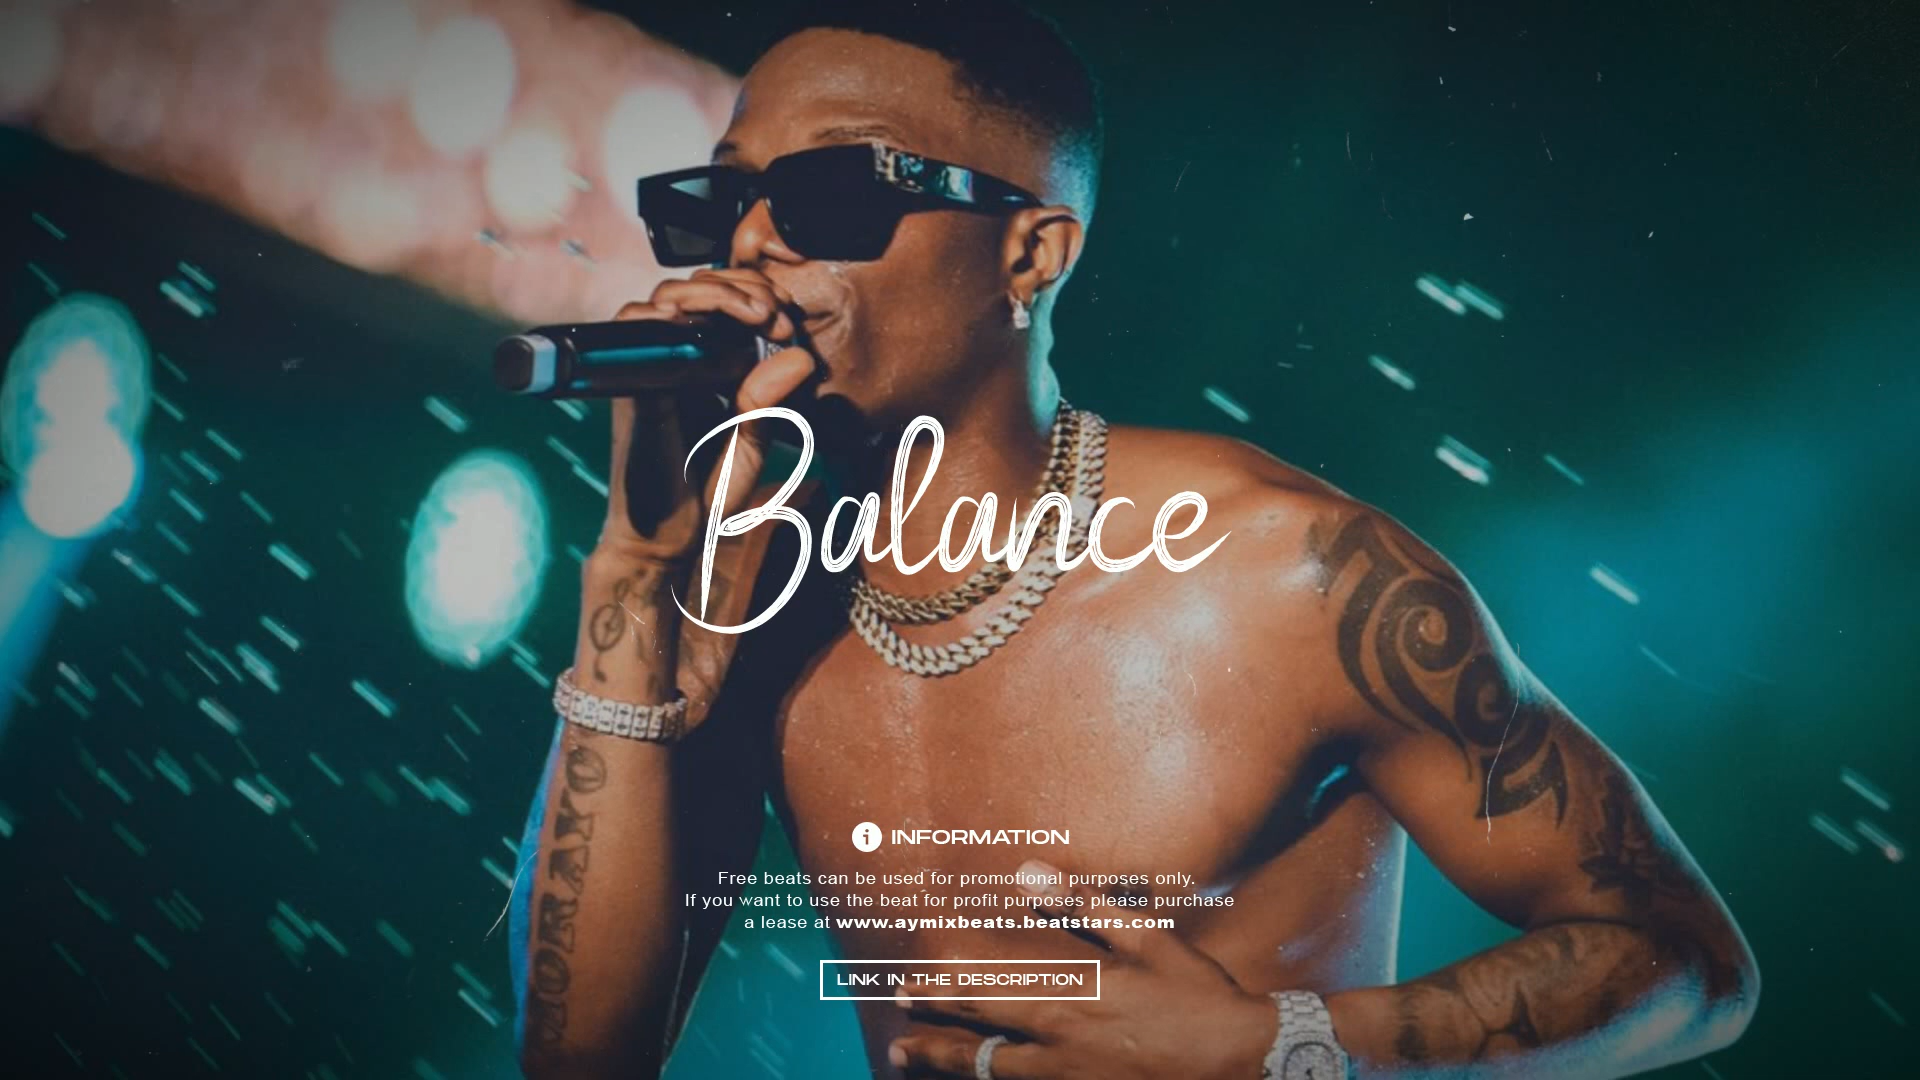 Balance
INFORMATION
Free beats can be used for promotional purposes only.
If you want to use the beat for profit purposes please purchase
a lease at www.aymixbeats.beatstars.com
LINK IN THE DESCRIPTION